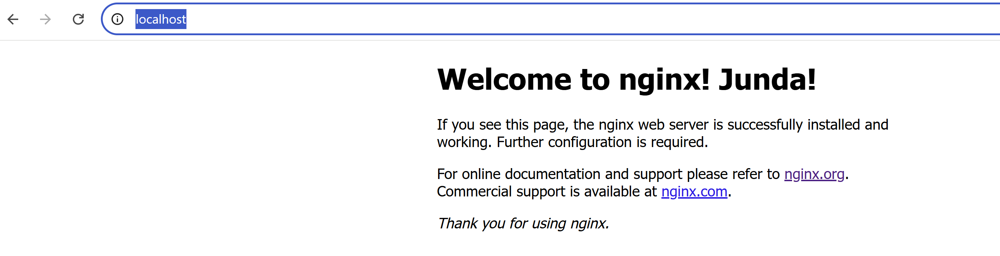 localhost
Welcome to nginx! Junda!
If you see this page, the nginx web server is successfully installed and
working. Further configuration is required.
For online documentation and support please refer to nginx.org.
Commercial support is available at nginx.com.
Thank you for using nginx.